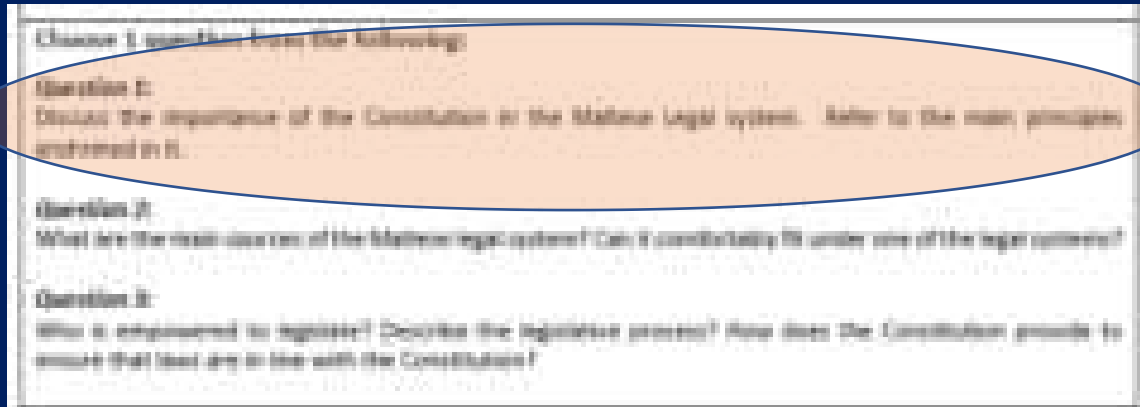 Choose 1 question from the following:
Question 1:
Discuss the importance of the Constitution in the Maltese Legal system. Refer to the main principles
enshrined in it.
Question 2:
What are the main sources of the Maltese legal system? Can it comfortably fit under one of the legal systems?
Question 3:
Who is empowered to legislate? Describe the legislative process? How does the Constitution provide to
ensure that laws are in line with the Constitution?